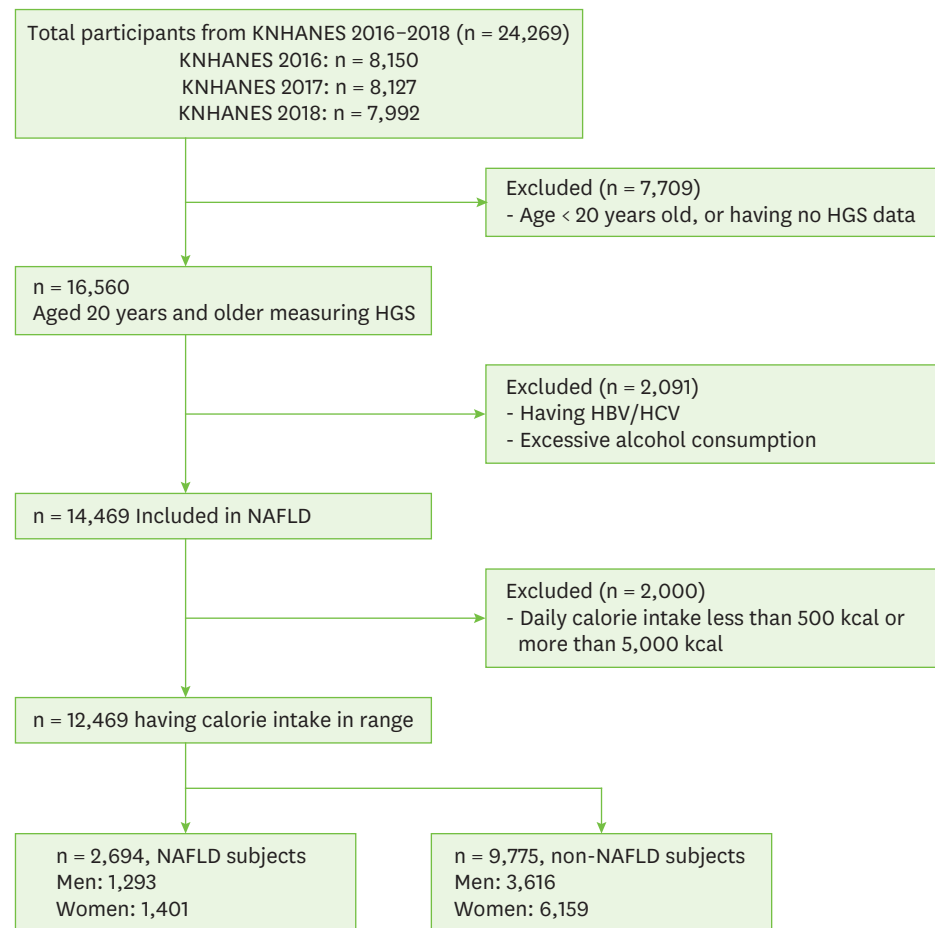 Total participants from KNHANES 2016–2018 (n = 24,269)
KNHANES 2016: n = 8,150
KNHANES 2017: n = 8,127
KNHANES 2018: n = 7,992
Excluded (n = 7,709)
- Age < 20 years old, or having no HGS data
n = 16,560
Aged 20 years and older measuring HGS
Excluded (n = 2,091)
- Having HBV/HCV
- Excessive alcohol consumption
n = 14,469 Included in NAFLD
Excluded (n = 2,000)
- Daily calorie intake less than 500 kcal or
more than 5,000 kcal
n = 12,469 having calorie intake in range
n = 2,694, NAFLD subjects
Men: 1,293
Women: 1,401
n = 9,775, non-NAFLD subjects
Men: 3,616
Women: 6,159